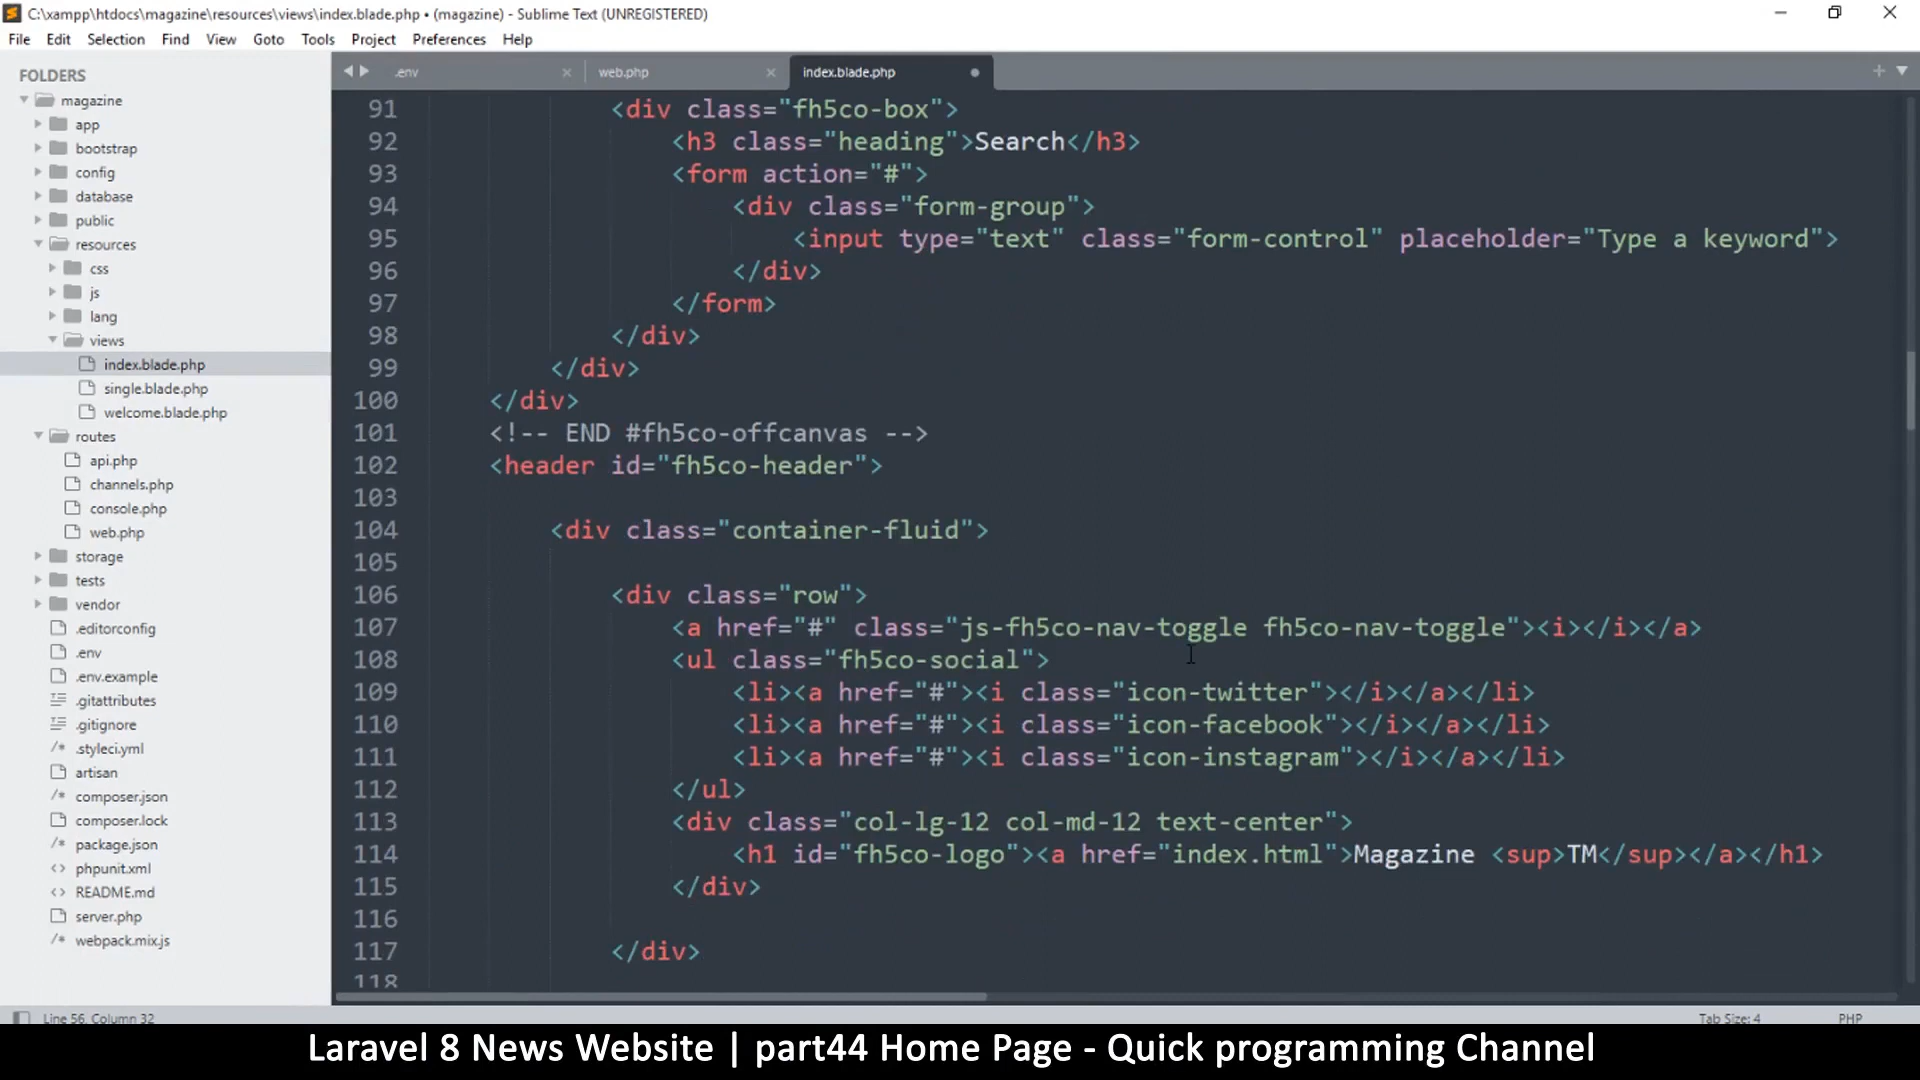 C:\xampp\htdocs\magazine\resources\views\index.blade.php • (magazine) - Sublime Text (UNREGISTERED)
File Edit Selection Find View Goto Tools Project Preferences Help
FOLDERS
magazine
app
bootstrap
config
database
public
resources
css
js
lang
views
index.blade.php
single.blade.php
welcome.blade.php
routes
api.php
channels.php
console.php
web.php
storage
tests
vendor
.editorconfig
.env
.env.example
.gitattributes
.gitignore
.styleci.yml
artisan
composer.json
composer.lock
package.json
phpunit.xml
README.md
server.php
webpack.mix.js
.env web.php index.blade.php
91 <div class="fh5co-box">
92 <h3 class="heading">Search</h3>
93 <form action="#">
94 <div class="form-group">
95 <input type="text" class="form-control" placeholder="Type a keyword">
96 </div>
97 </form>
98 </div>
99 </div>
100 </div>
101 <!-- END #fh5co-offcanvas -->
102 <header id="fh5co-header">
103
104 <div class="container-fluid">
105
106 <div class="row">
107 <a href="#" class="js-fh5co-nav-toggle fh5co-nav-toggle"><i></i></a>
108 <ul class="fh5co-social">
109 <li><a href="#"><i class="icon-twitter"></i></a></li>
110 <li><a href="#"><i class="icon-facebook"></i></a></li>
111 <li><a href="#"><i class="icon-instagram"></i></a></li>
112 </ul>
113 <div class="col-lg-12 col-md-12 text-center">
114 <h1 id="fh5co-logo"><a href="index.html">Magazine <sup>TM</sup></a></h1>
115 </div>
116
117 </div>
118
Line 56, Column 32 Tab Size: 4 PHP
Laravel 8 News Website | part44 Home Page - Quick programming Channel